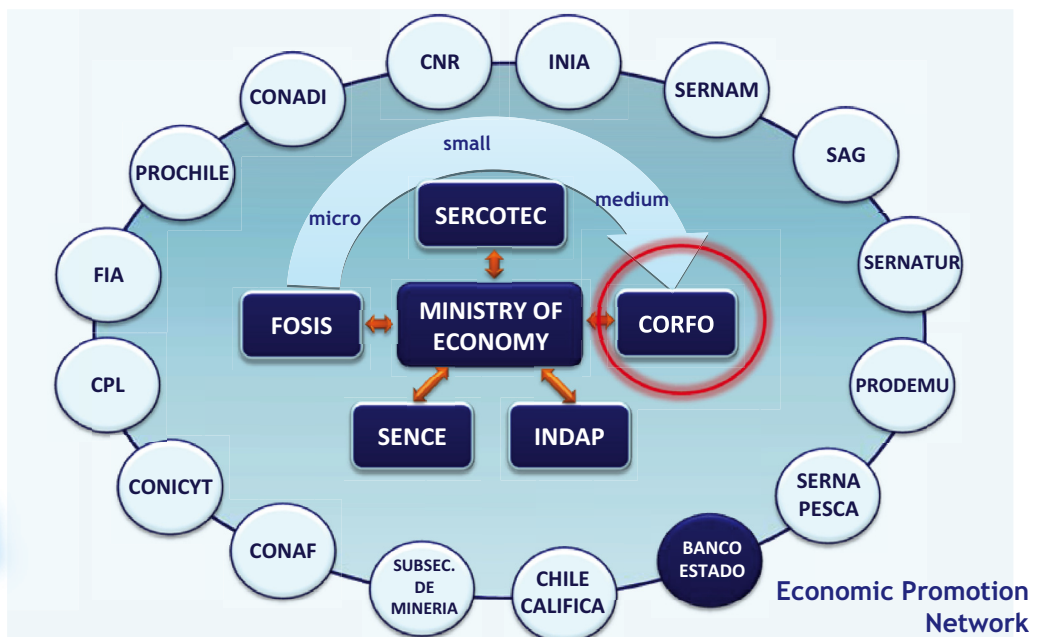 CNR
INIA
CONADI
SERNAM
PROCHILE
SAG
small
micro
medium
SERCOTEC
FIA
SERNATUR
FOSIS
MINISTRY OF
ECONOMY
CORFO
CPL
PRODEMU
SENCE
INDAP
CONICYT
SERNA
PESCA
CONAF
BANCO
ESTADO
SUBSEC.
DE
MINERIA
CHILE
CALIFICA
Economic Promotion
Network